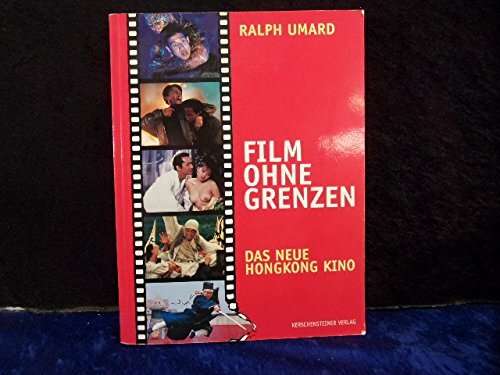 RALPH UMARD
FILM
OHNE
GRENZEN
DAS NEUE
HONGKONG KINO
KERSCHENSTEINER VERLAG